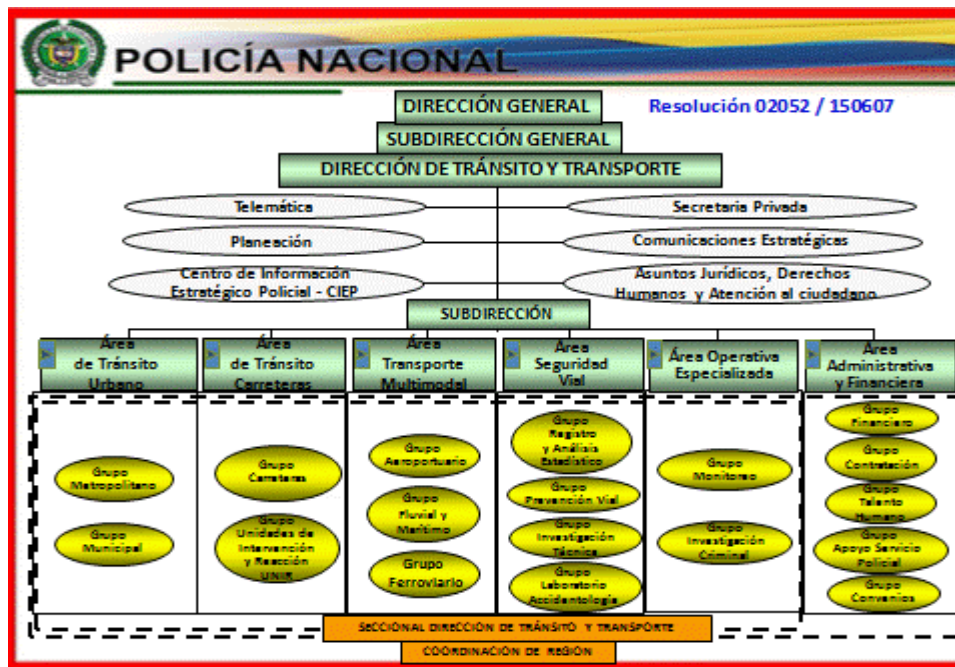 POLICÍA NACIONAL
DIRECCIÓN GENERAL
Resolución 02052 / 150607
SUBDIRECCIÓN GENERAL
DIRECCIÓN DE TRÁNSITO Y TRANSPORTE
Telemática
Secretaria Privada
Planeación
Comunicaciones Estratégicas
Centro de Información
Estratégico Policial - CIEP
Asuntos Jurídicos, Derechos
Humanos y Atención al ciudadano
SUBDIRECCIÓN
Área
de Tránsito
Urbano
Área
de Tránsito
Carreteras
Área
Transporte
Multimodal
Área
Seguridad
Vial
Área Operativa
Especializada
Área
Administrativa
y Financiera
Grupo
Metropolitano
Grupo
Municipal
Grupo
Carreteras
Grupo
Unidades de
Intervención
y Reacción
UNIR
Grupo
Aeroportuario
Grupo
Fluvial y
Marítimo
Grupo
Ferroviario
Grupo
Registro
y Análisis
Estadístico
Grupo
Prevención Vial
Grupo
Investigación
Técnica
Grupo
Laboratorio
Accidentología
Grupo
Monitoreo
Grupo
Investigación
Criminal
Grupo
Financiero
Grupo
Contratación
Grupo
Talento
Humano
Grupo
Apoyo Servicio
Policial
Grupo
Convenios
SECCIONAL DIRECCIÓN DE TRÁNSITO Y TRANSPORTE
COORDINACIÓN DE REGIÓN